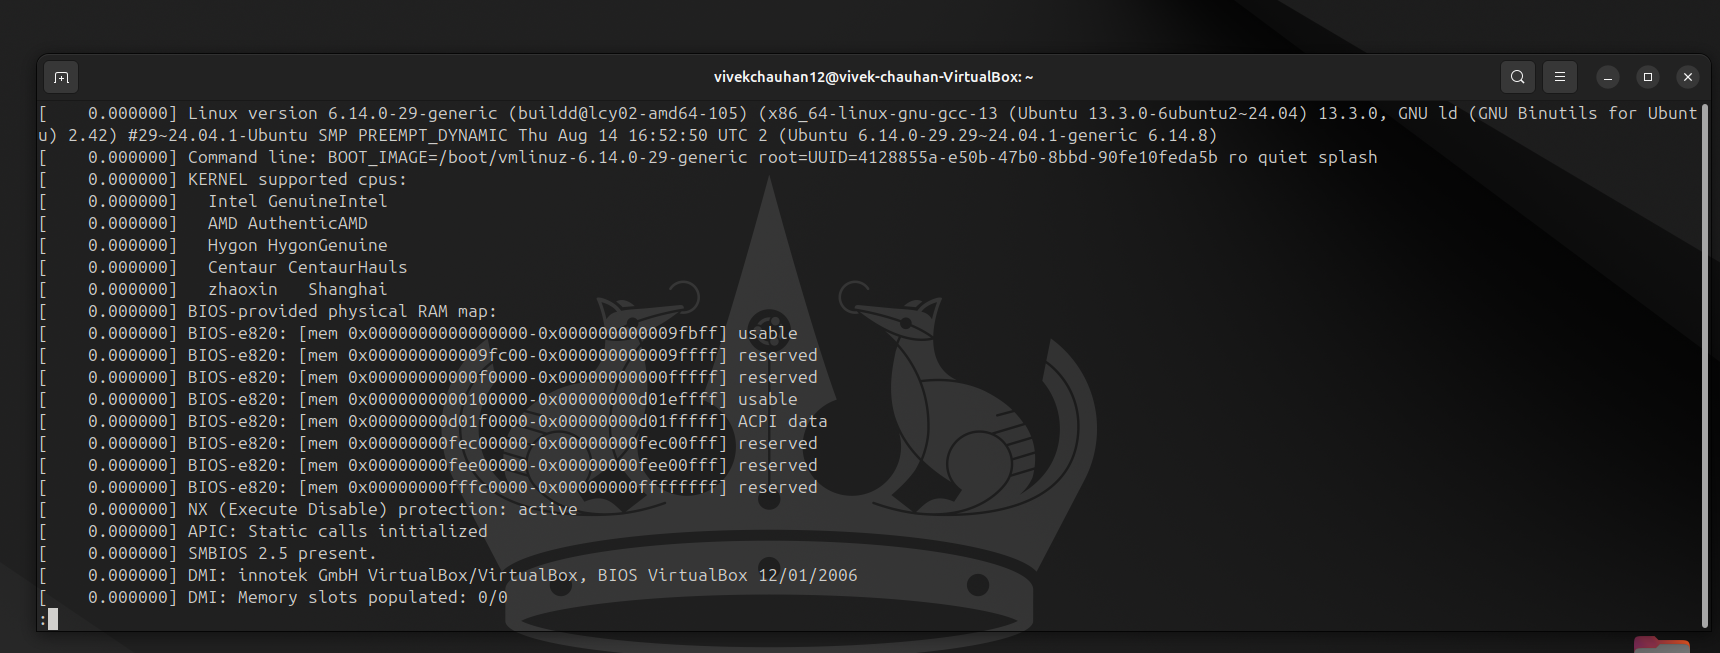 vivekchauhan12@vivek-chauhan-VirtualBox: ~
[    0.000000] Linux version 6.14.0-29-generic (buildd@lcy02-amd64-105) (x86_64-linux-gnu-gcc-13 (Ubuntu 13.3.0-6ubuntu2~24.04) 13.3.0, GNU ld (GNU Binutils for Ubunt
u) 2.42) #29~24.04.1-Ubuntu SMP PREEMPT_DYNAMIC Thu Aug 14 16:52:50 UTC 2 (Ubuntu 6.14.0-29.29~24.04.1-generic 6.14.8)
[    0.000000] Command line: BOOT_IMAGE=/boot/vmlinuz-6.14.0-29-generic root=UUID=4128855a-e50b-47b0-8bbd-90fe10feda5b ro quiet splash
[    0.000000] KERNEL supported cpus:
[    0.000000]   Intel GenuineIntel
[    0.000000]   AMD AuthenticAMD
[    0.000000]   Hygon HygonGenuine
[    0.000000]   Centaur CentaurHauls
[    0.000000]   zhaoxin   Shanghai
[    0.000000] BIOS-provided physical RAM map:
[    0.000000] BIOS-e820: [mem 0x0000000000000000-0x000000000009fbff] usable
[    0.000000] BIOS-e820: [mem 0x000000000009fc00-0x000000000009ffff] reserved
[    0.000000] BIOS-e820: [mem 0x00000000000f0000-0x00000000000fffff] reserved
[    0.000000] BIOS-e820: [mem 0x0000000000100000-0x00000000d01effff] usable
[    0.000000] BIOS-e820: [mem 0x00000000d01f0000-0x00000000d01fffff] ACPI data
[    0.000000] BIOS-e820: [mem 0x00000000fec00000-0x00000000fec00fff] reserved
[    0.000000] BIOS-e820: [mem 0x00000000fee00000-0x00000000fee00fff] reserved
[    0.000000] BIOS-e820: [mem 0x00000000fffc0000-0x00000000ffffffff] reserved
[    0.000000] NX (Execute Disable) protection: active
[    0.000000] APIC: Static calls initialized
[    0.000000] SMBIOS 2.5 present.
[    0.000000] DMI: innotek GmbH VirtualBox/VirtualBox, BIOS VirtualBox 12/01/2006
[    0.000000] DMI: Memory slots populated: 0/0
: